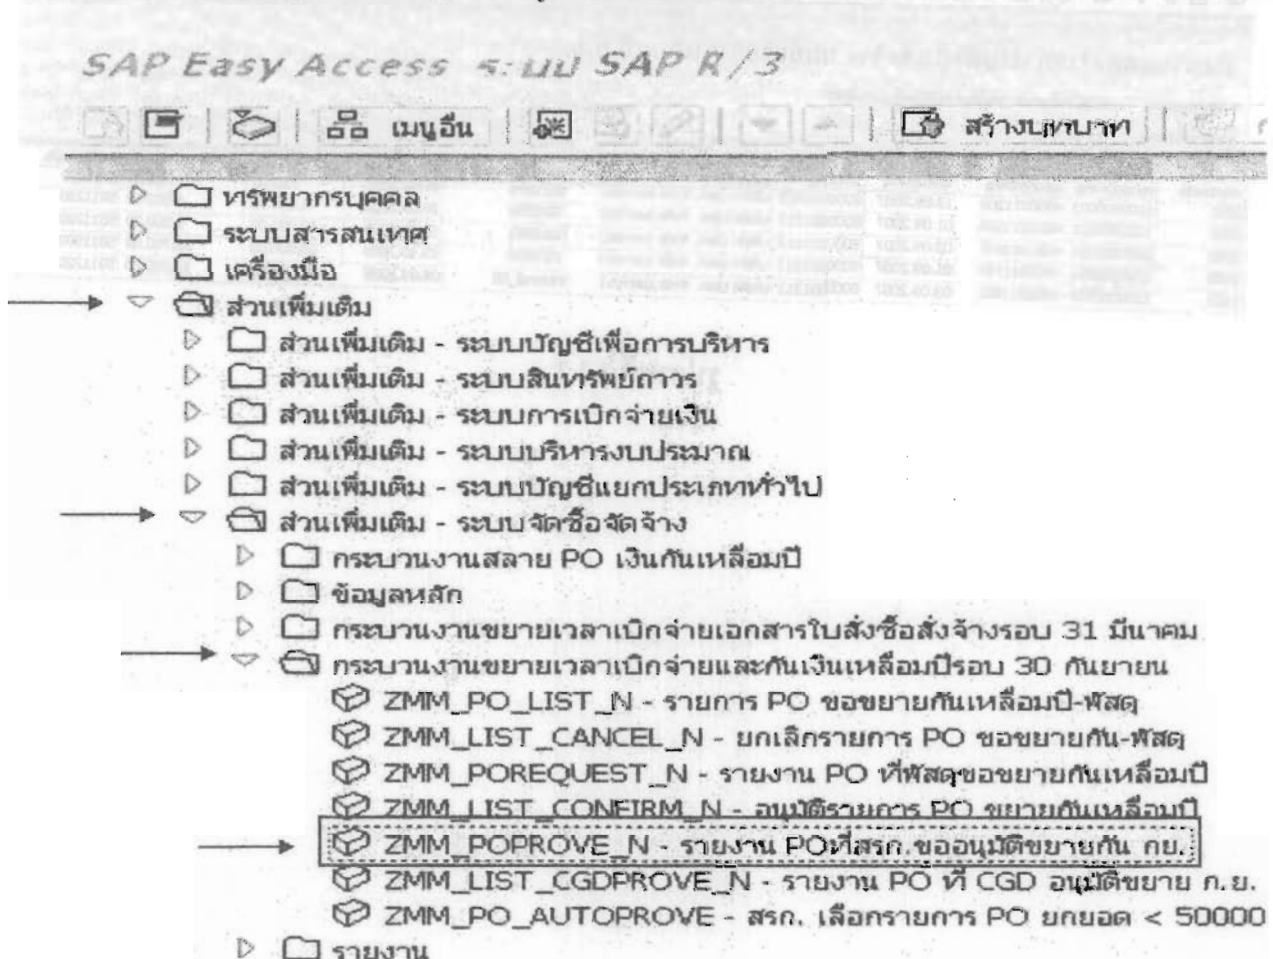 SAP Easy Access ระบบ SAP R/3
เมนูอื่น สร้างบทบาท
ทรัพยากรบุคคล
ระบบสารสนเทศ
เครื่องมือ
ส่วนเพิ่มเติม
ส่วนเพิ่มเติม - ระบบบัญชีเพื่อการบริหาร
ส่วนเพิ่มเติม - ระบบสินทรัพย์ถาวร
ส่วนเพิ่มเติม - ระบบการเบิกจ่ายเงิน
ส่วนเพิ่มเติม - ระบบบริหารงบประมาณ
ส่วนเพิ่มเติม - ระบบบัญชีแยกประเภททั่วไป
ส่วนเพิ่มเติม - ระบบจัดซื้อจัดจ้าง
กระบวนงานสลาย PO เงินกันเหลื่อมปี
ข้อมูลหลัก
กระบวนงานขยายเวลาเบิกจ่ายเอกสารใบสั่งซื้อสั่งจ้างรอบ 31 มีนาคม
กระบวนงานขยายเวลาเบิกจ่ายและกันเงินเหลื่อมปีรอบ 30 กันยายน
ZMM_PO_LIST_N - รายการ PO ขอขยายกันเหลื่อมปี-พัสดุ
ZMM_LIST_CANCEL_N - ยกเลิกรายการ PO ขอขยายกัน-พัสดุ
ZMM_POREQUEST_N - รายงาน PO ที่พัสดุขอขยายกันเหลื่อมปี
ZMM_LIST_CONFIRM_N - อนุมัติรายการ PO ขยายกันเหลื่อมปี
ZMM_POPROVE_N - รายงาน POที่สรก.ขออนุมัติขยายกัน กย.
ZMM_LIST_CGDPROVE_N - รายงาน PO ที่ CGD อนุมัติขยาย ก.ย.
ZMM_PO_AUTOPROVE - สรก. เลือกรายการ PO ยกยอด < 50000
รายงาน